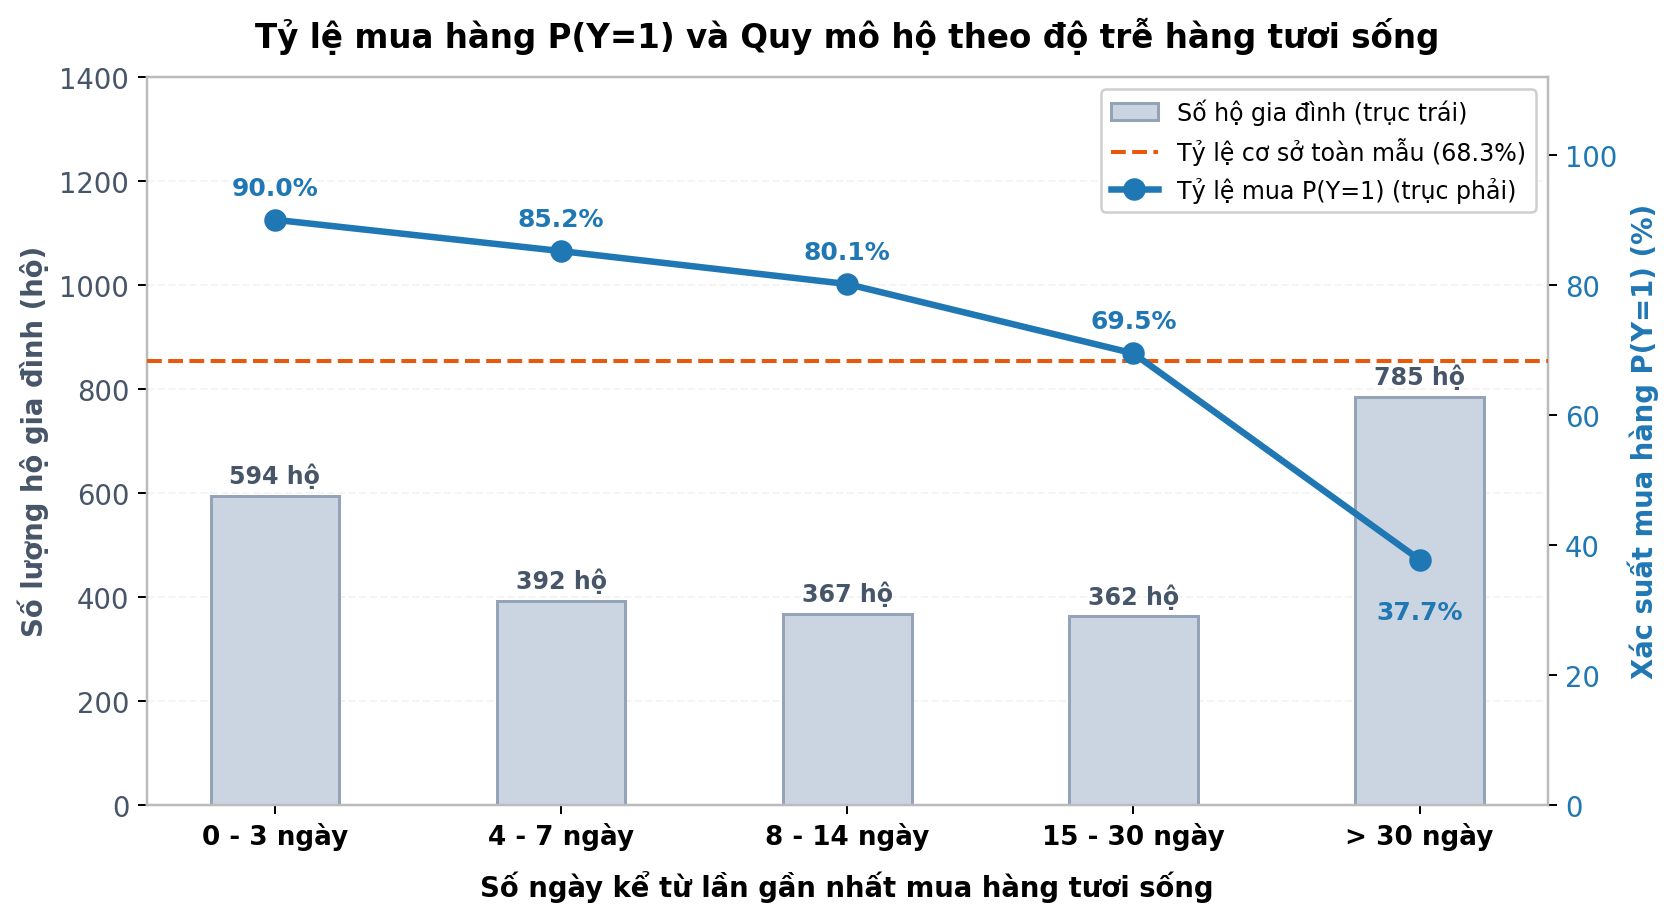 Tỷ lệ mua hàng P(Y=1) và Quy mô hộ theo độ trễ hàng tươi sống
Số lượng hộ gia đình (hộ)
1400
1200
1000
800
600
400
200
0
Số hộ gia đình (trục trái)
Tỷ lệ cơ sở toàn mẫu (68.3%)
Tỷ lệ mua P(Y=1) (trục phải)
90.0%
85.2%
80.1%
69.5%
37.7%
594 hộ
392 hộ
367 hộ
362 hộ
785 hộ
100
80
60
40
20
0
Xác suất mua hàng P(Y=1) (%)
0 - 3 ngày
4 - 7 ngày
8 - 14 ngày
15 - 30 ngày
> 30 ngày
Số ngày kể từ lần gần nhất mua hàng tươi sống